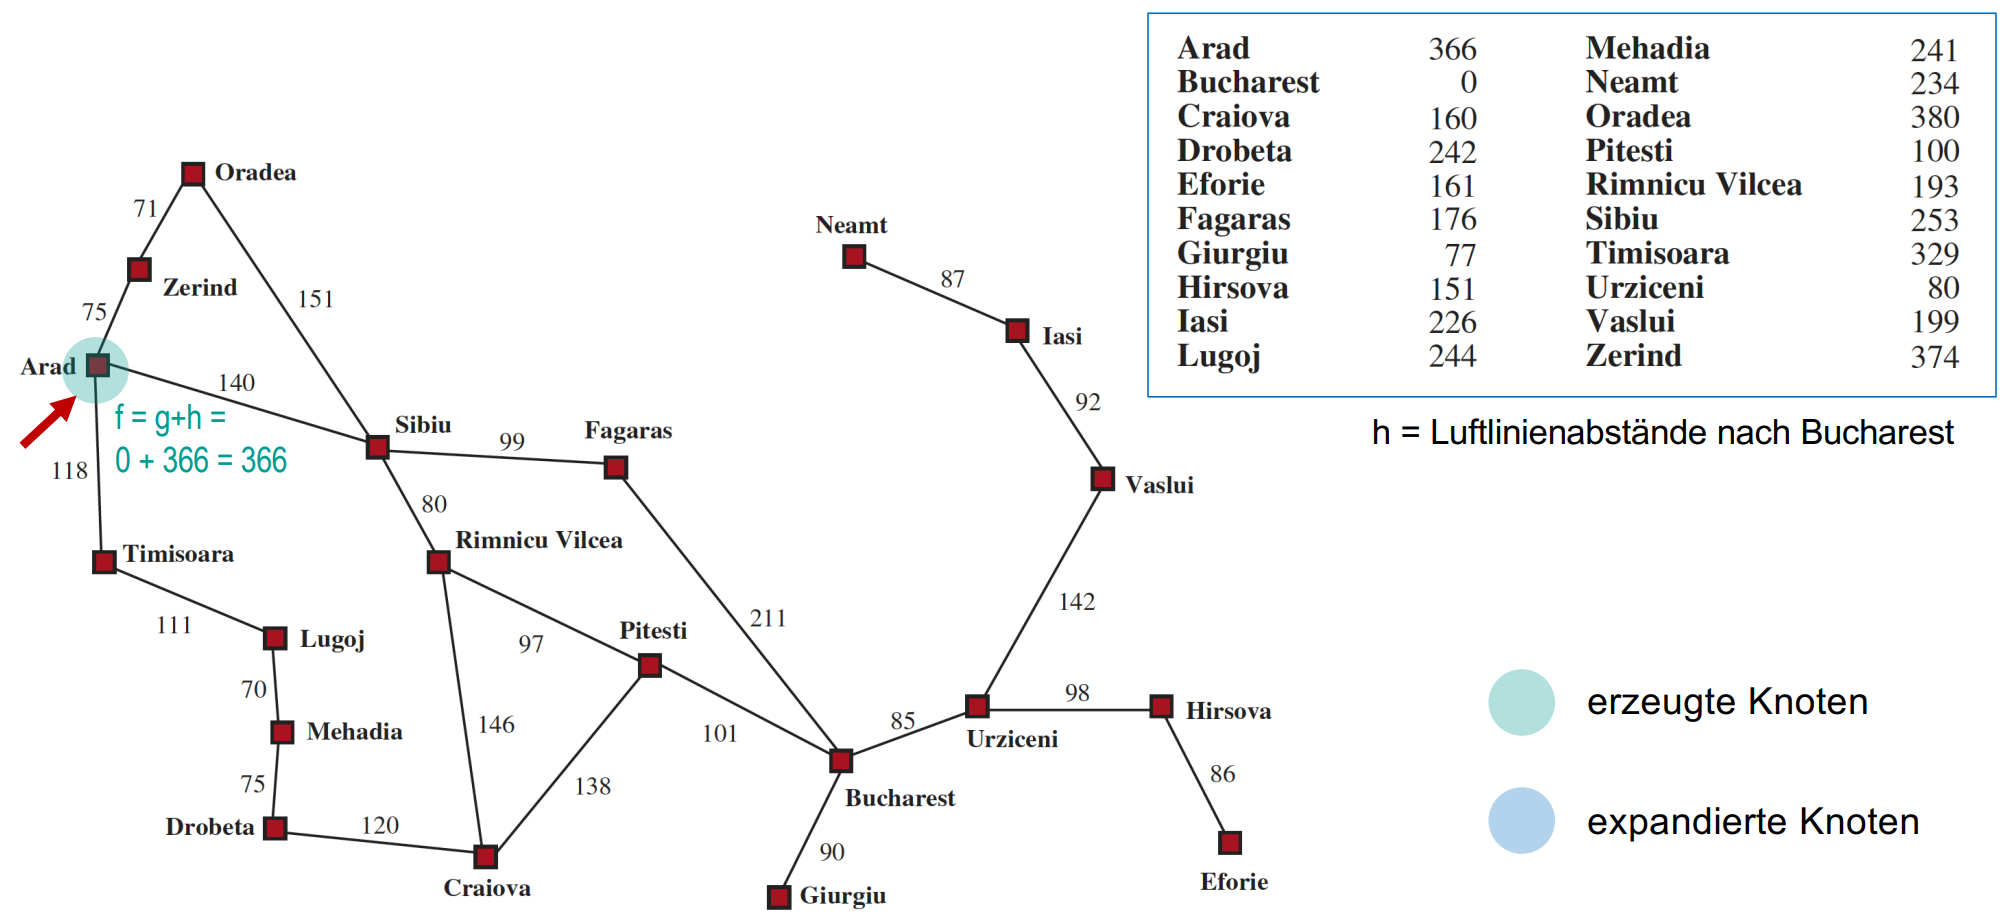 Arad 366 Mehadia 241
Bucharest 0 Neamt 234
Craiova 160 Oradea 380
Drobeta 242 Pitesti 100
Eforie 161 Rimnicu Vilcea 193
Fagaras 176 Sibiu 253
Giurgiu 77 Timisoara 329
Hirsova 151 Urziceni 80
Iasi 226 Vaslui 199
Lugoj 244 Zerind 374
h = Luftlinienabstände nach Bucharest
Oradea
71
Zerind
75
151
Arad
140
f = g+h =
0 + 366 = 366
118
Sibiu
99
Fagaras
80
Rimnicu Vilcea
Timisoara
111
Lugoj
70
Mehadia
75
Drobeta
120
Craiova
146
97
Pitesti
138
101
211
Bucharest
90
Giurgiu
85
Urziceni
98
Hirsova
86
Eforie
142
Vaslui
92
Iasi
87
Neamt
erzeugte Knoten
expandierte Knoten